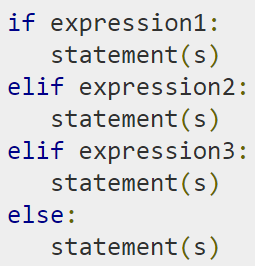 if expression1:
   statement(s)
elif expression2:
   statement(s)
elif expression3:
   statement(s)
else:
   statement(s)